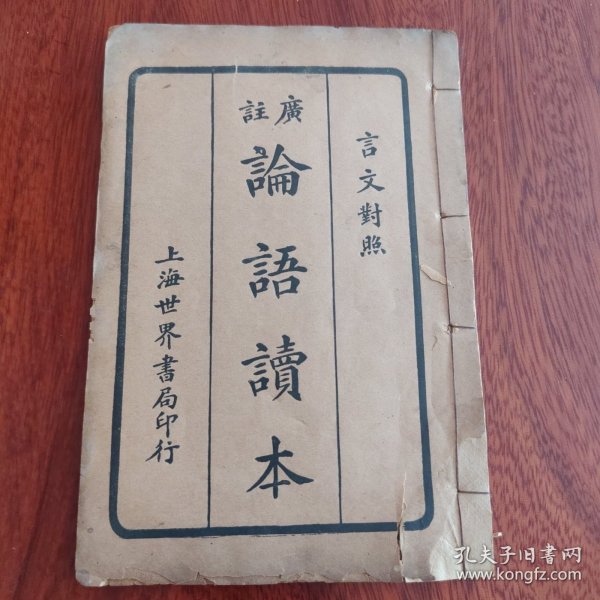 言文對照
廣註
論語讀本
上海世界書局印行
孔夫子旧书网
www.kongfz.com